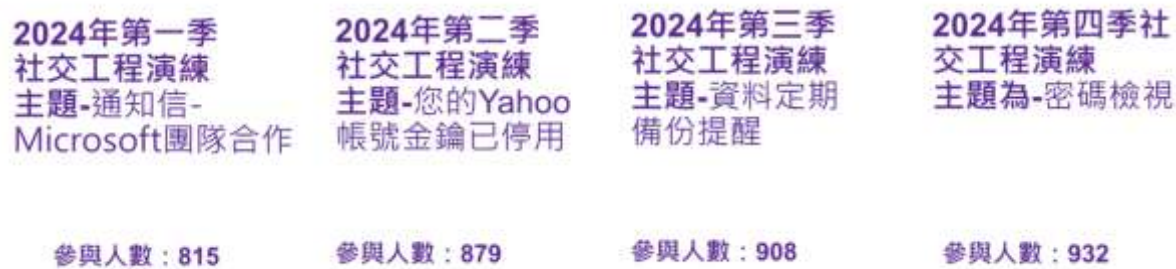 2024年第一季
社交工程演練
主題-通知信-
Microsoft團隊合作
參與人數：815
2024年第二季
社交工程演練
主題-您的Yahoo
帳號金鑰已停用
參與人數：879
2024年第三季
社交工程演練
主題-資料定期
備份提醒
參與人數：908
2024年第四季社
交工程演練
主題為-密碼檢視
參與人數：932